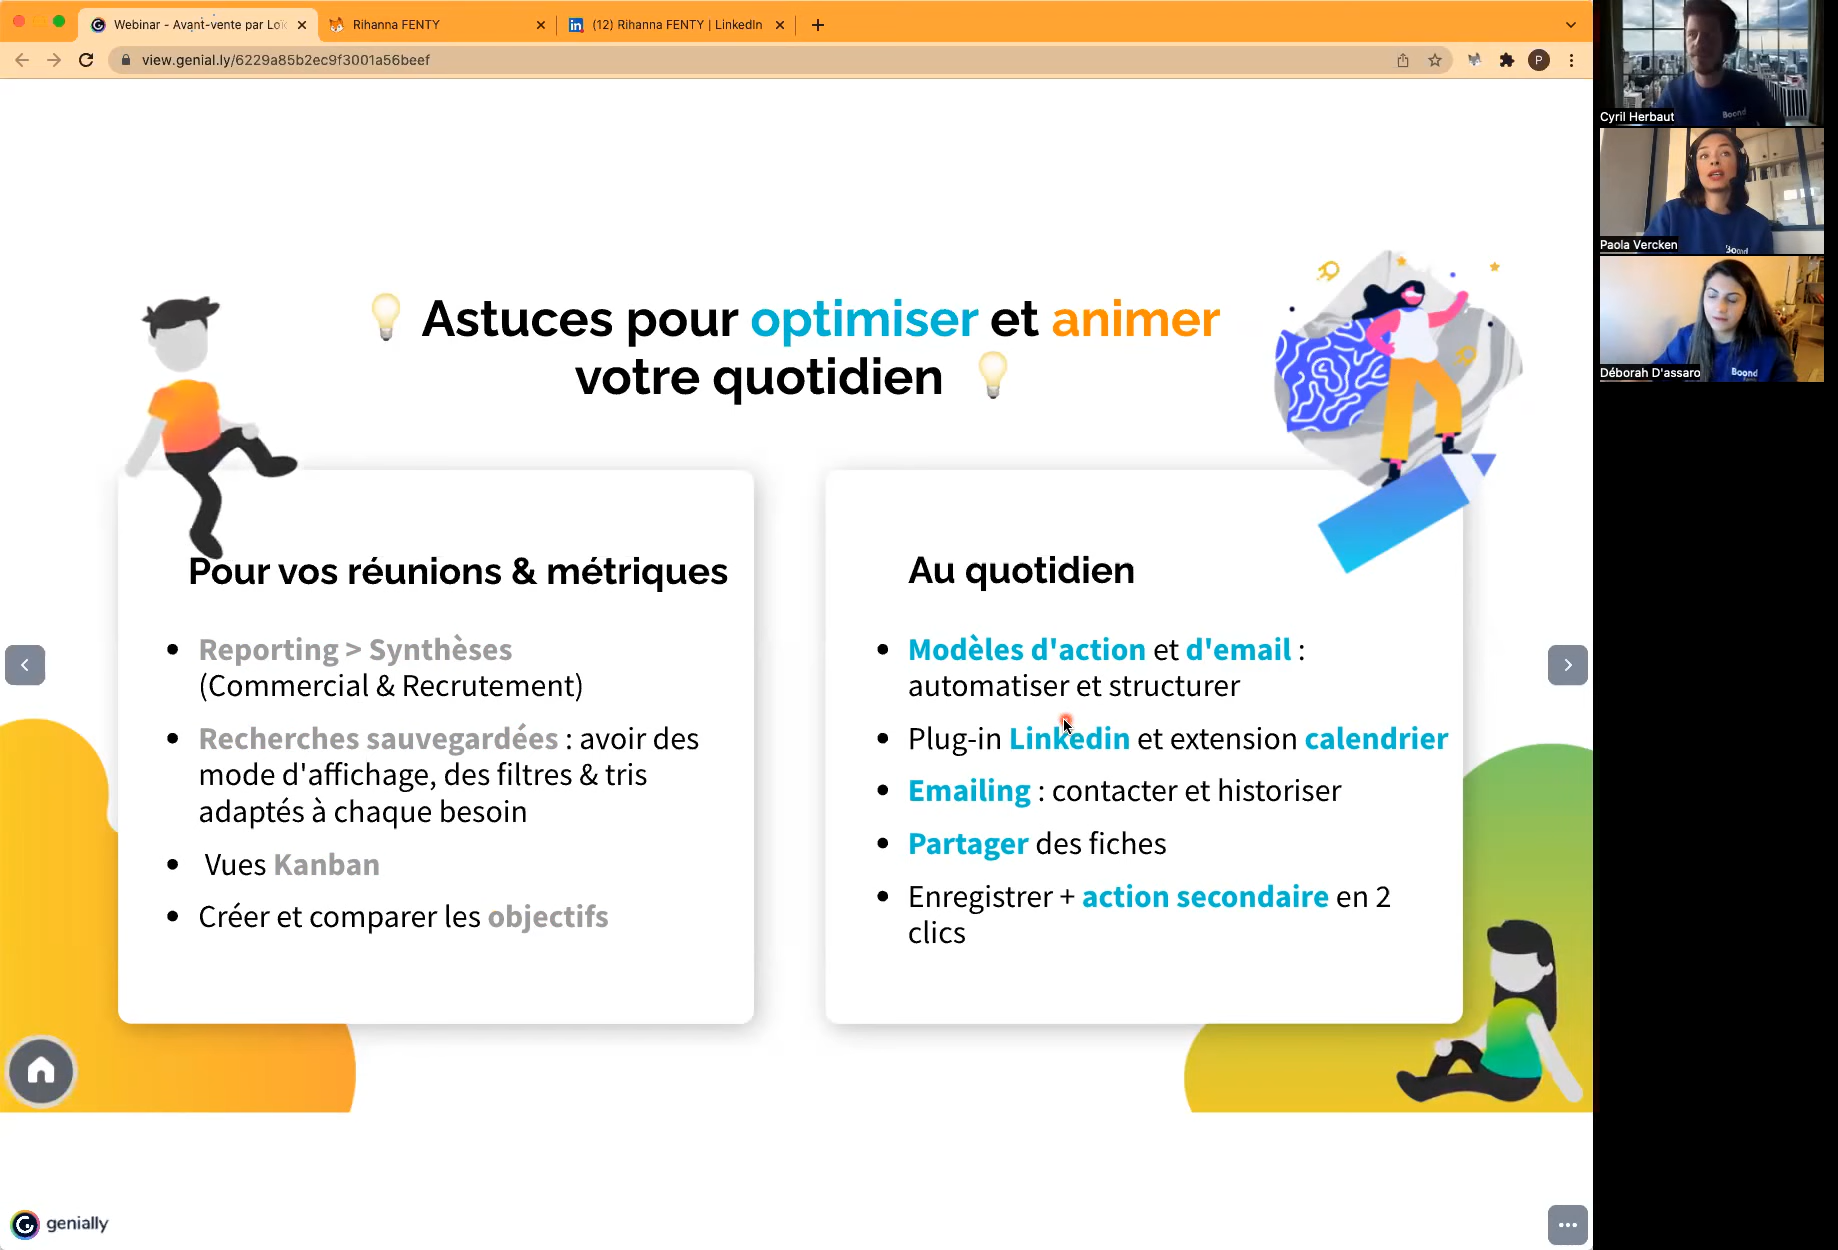 Webinar - Avant-vente par Loï
Rihanna FENTY
(12) Rihanna FENTY | LinkedIn
view.genial.ly/6229a85b2ec9f3001a56beef
P
Cyril Herbaut
Boond
Paola Vercken
Boond
Déborah D'assaro
Boond
Astuces pour optimiser et animer
votre quotidien
Pour vos réunions & métriques
• Reporting > Synthèses
(Commercial & Recrutement)
• Recherches sauvegardées : avoir des
mode d'affichage, des filtres & tris
adaptés à chaque besoin
• Vues Kanban
• Créer et comparer les objectifs
Au quotidien
• Modèles d'action et d'email :
automatiser et structurer
• Plug-in Linkedin et extension calendrier
• Emailing : contacter et historiser
• Partager des fiches
• Enregistrer + action secondaire en 2
clics
genially